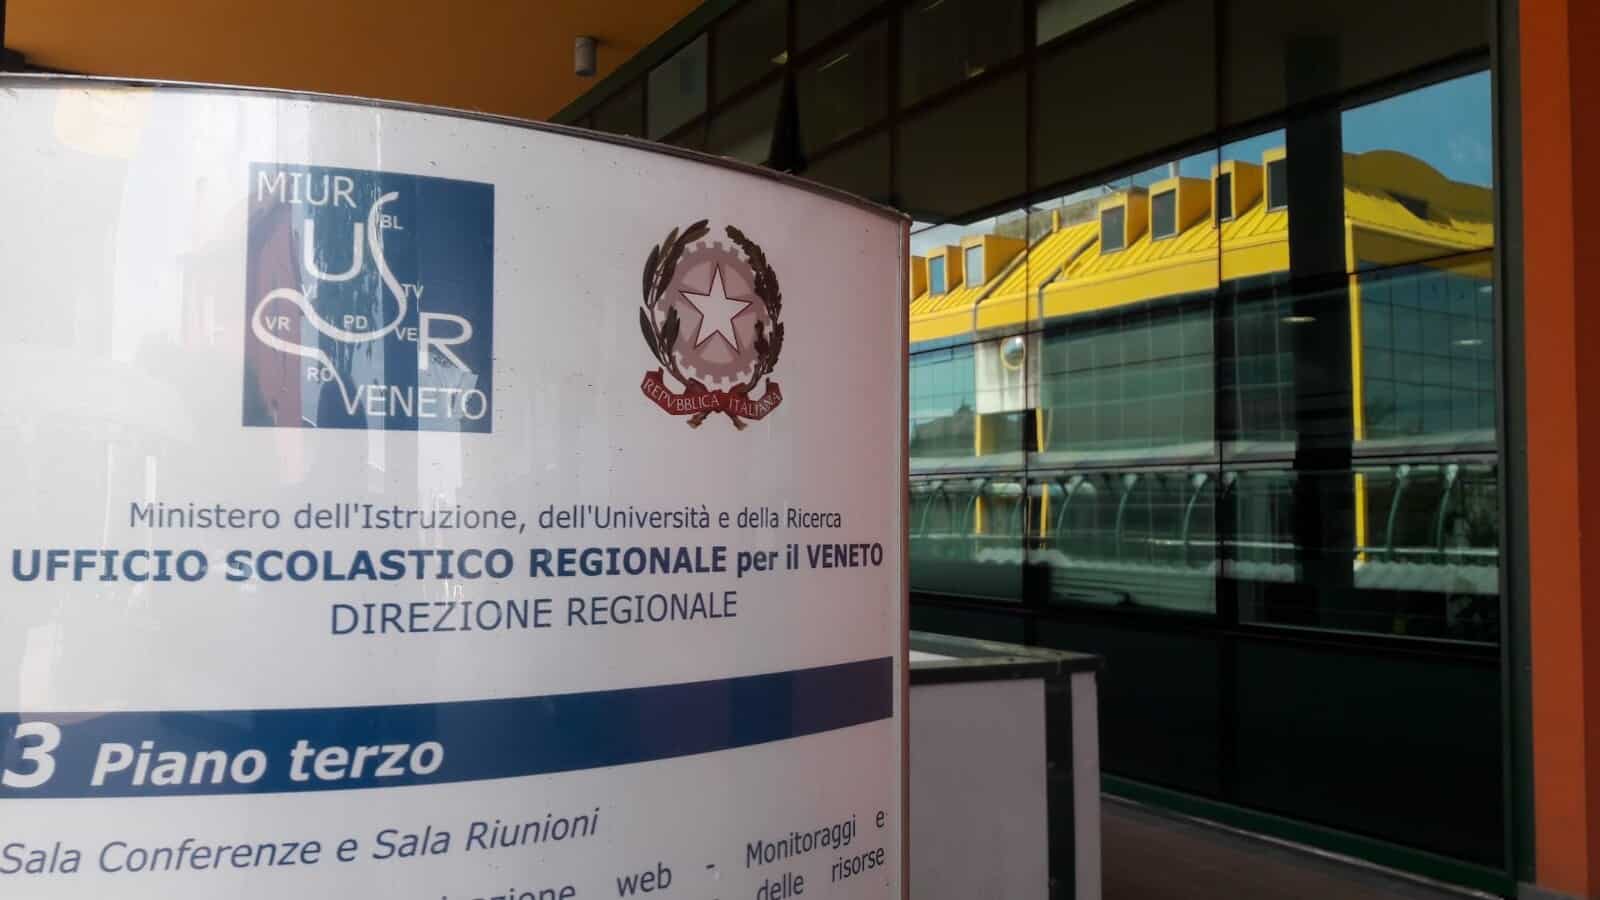 MIUR
U S
BL
VI
TV
VR
PD
VE
R
RO
VENETO
REPVBBLICA ITALIANA
Ministero dell'Istruzione, dell'Università e della Ricerca
UFFICIO SCOLASTICO REGIONALE per il VENETO
DIREZIONE REGIONALE
3 Piano terzo
Sala Conferenze e Sala Riunioni
web - Monitoraggi e
delle risorse